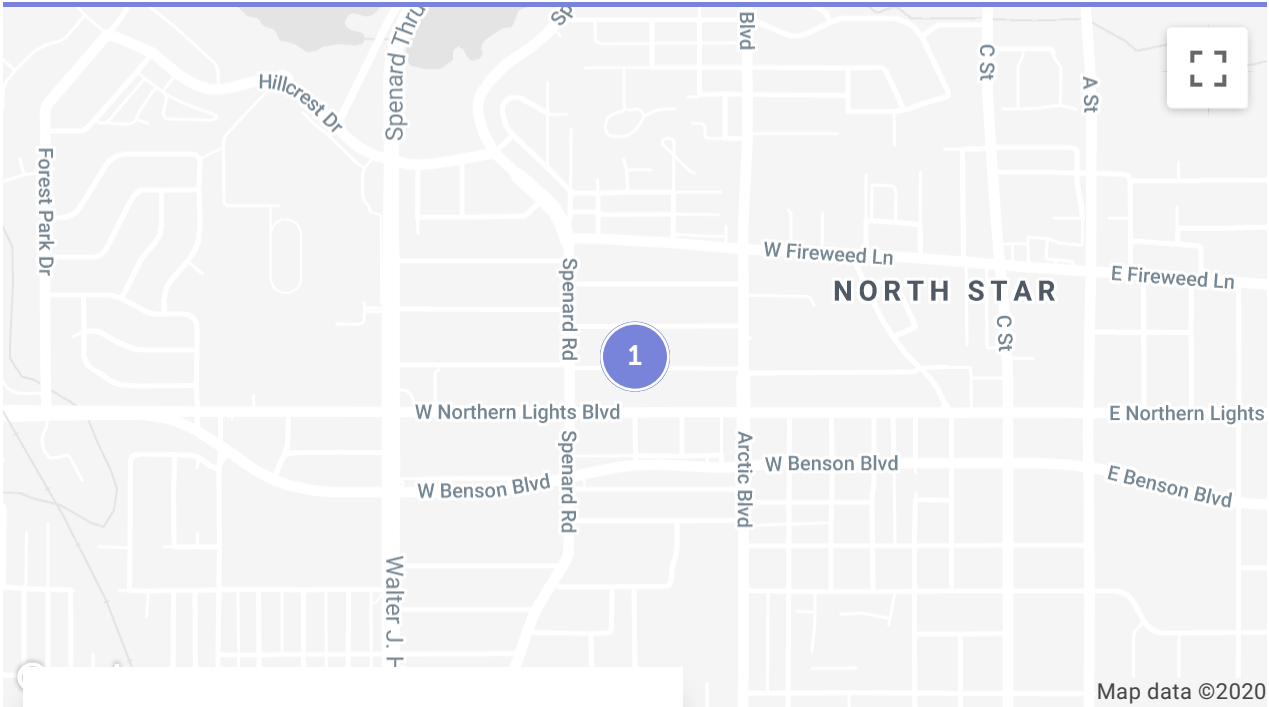 Sp
Blvd
Spenard Thru
C St
A St
Hillcrest Dr
Forest Park Dr
W Fireweed Ln
E Fireweed Ln
NORTH STAR
Spenard Rd
C St
1
W Northern Lights Blvd
E Northern Lights
Spenard Rd
Arctic Blvd
W Benson Blvd
W Benson Blvd
E Benson Blvd
Walter J. H
Map data ©2020